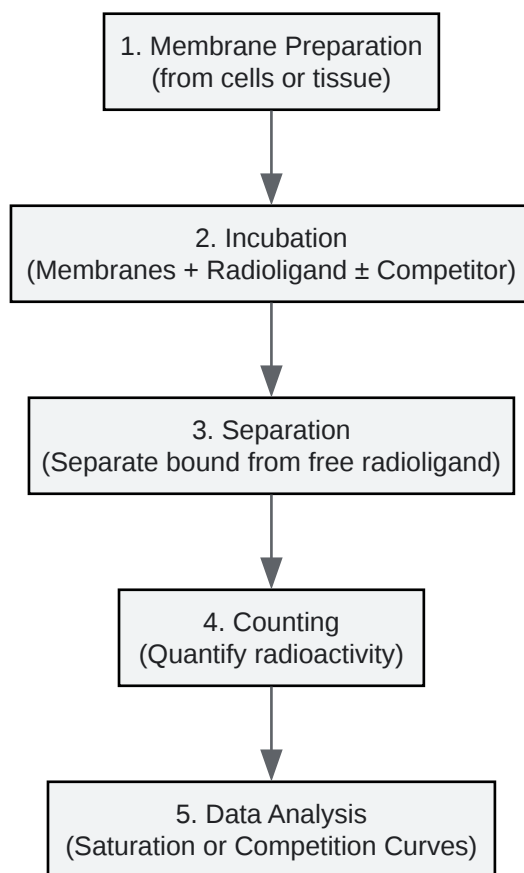 1. Membrane Preparation
(from cells or tissue)
2. Incubation
(Membranes + Radioligand ± Competitor)
3. Separation
(Separate bound from free radioligand)
4. Counting
(Quantify radioactivity)
5. Data Analysis
(Saturation or Competition Curves)